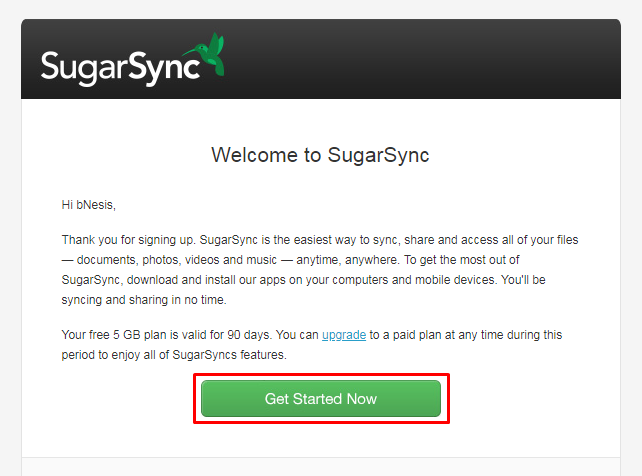 SugarSync
Welcome to SugarSync
Hi bNesis,
Thank you for signing up. SugarSync is the easiest way to sync, share and access all of your files
— documents, photos, videos and music — anytime, anywhere. To get the most out of
SugarSync, download and install our apps on your computers and mobile devices. You'll be
syncing and sharing in no time.
Your free 5 GB plan is valid for 90 days. You can upgrade to a paid plan at any time during this
period to enjoy all of SugarSyncs features.
Get Started Now